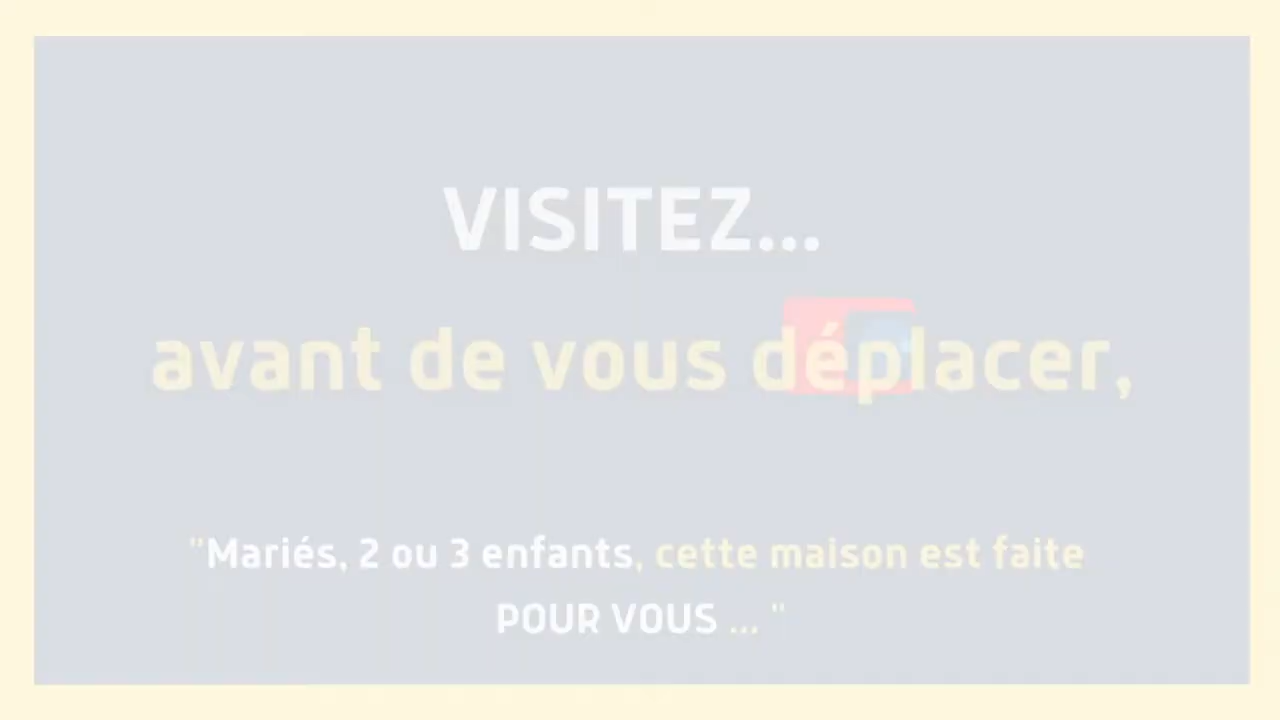 VISITEZ...
avant de vous déplacer,
"Mariés, 2 ou 3 enfants, cette maison est faite
POUR VOUS ... "